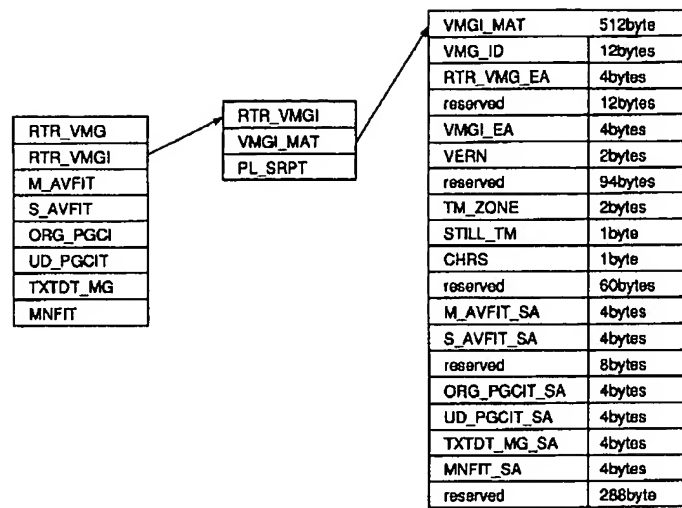 RTR_VMG
RTR_VMGI
M_AVFIT
S_AVFIT
ORG_PGCI
UD_PGCIT
TXTDT_MG
MNFIT
RTR_VMGI
VMGI_MAT
PL_SRPT
VMGI_MAT 512byte
VMG_ID 12bytes
RTR_VMG_EA 4bytes
reserved 12bytes
VMGI_EA 4bytes
VERN 2bytes
reserved 94bytes
TM_ZONE 2bytes
STILL_TM 1byte
CHRS 1byte
reserved 60bytes
M_AVFIT_SA 4bytes
S_AVFIT_SA 4bytes
reserved 8bytes
ORG_PGCIT_SA 4bytes
UD_PGCIT_SA 4bytes
TXTDT_MG_SA 4bytes
MNFIT_SA 4bytes
reserved 288byte